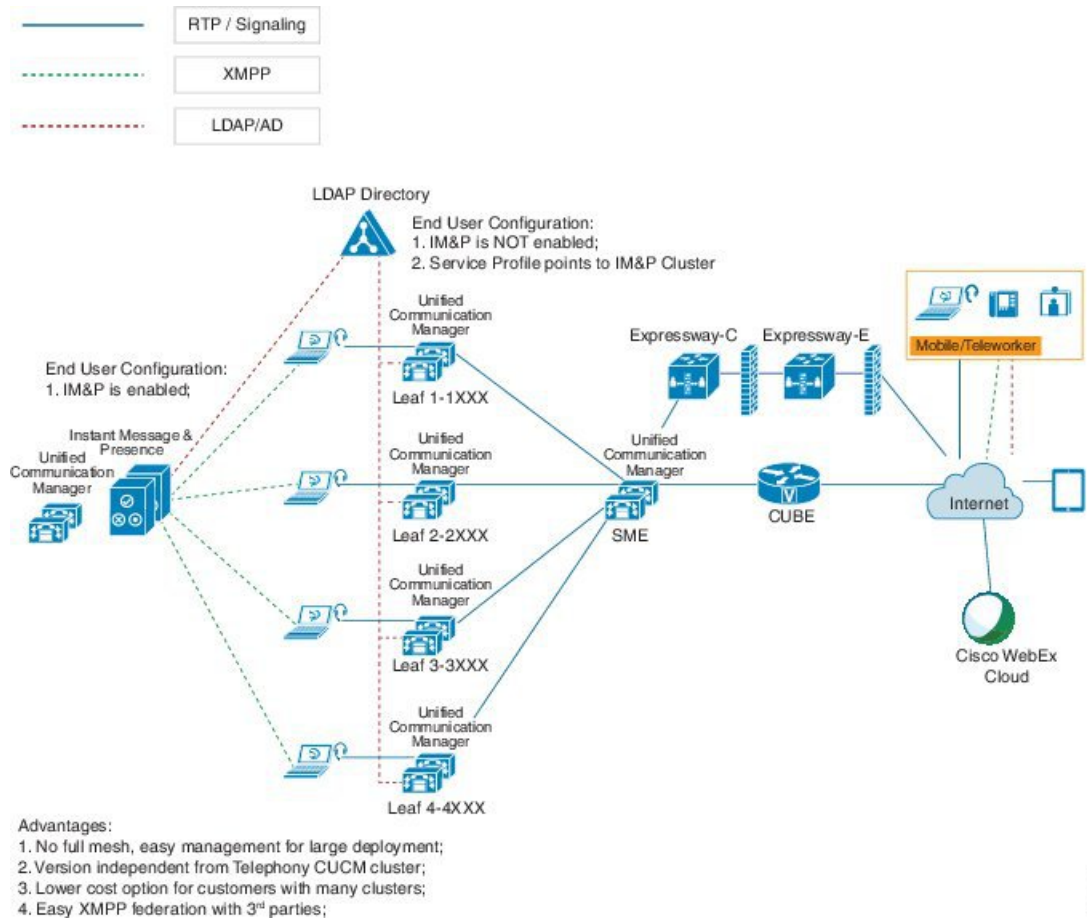 RTP / Signaling
XMPP
LDAP/AD
LDAP Directory
End User Configuration:
1. IM&P is NOT enabled;
2. Service Profile points to IM&P Cluster
Unified
Communication
Manager
Leaf 1-1XXX
Expressway-C
Expressway-E
Mobile/Teleworker
End User Configuration:
1. IM&P is enabled;
Instant Message &
Presence
Unified
Communication
Manager
Unified
Communication
Manager
Leaf 2-2XXX
Unified
Communication
Manager
SME
CUBE
Internet
Unified
Communication
Manager
Leaf 3-3XXX
Cisco WebEx
Cloud
Unified
Communication
Manager
Leaf 4-4XXX
Advantages:
1. No full mesh, easy management for large deployment;
2. Version independent from Telephony CUCM cluster;
3. Lower cost option for customers with many clusters;
4. Easy XMPP federation with 3rd parties;